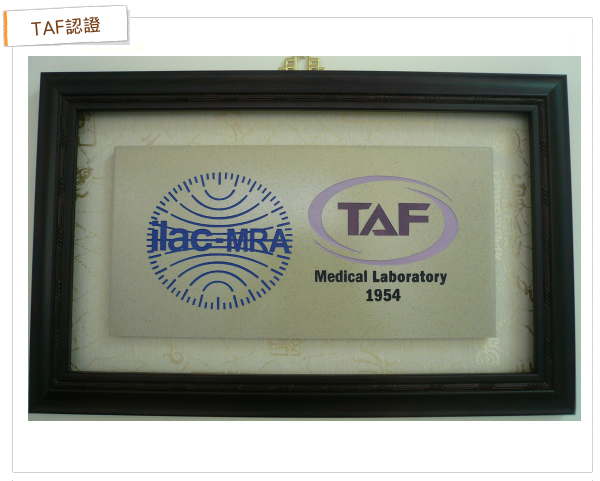 TAF認證
ilac-MRA
TAF
Medical Laboratory
1954